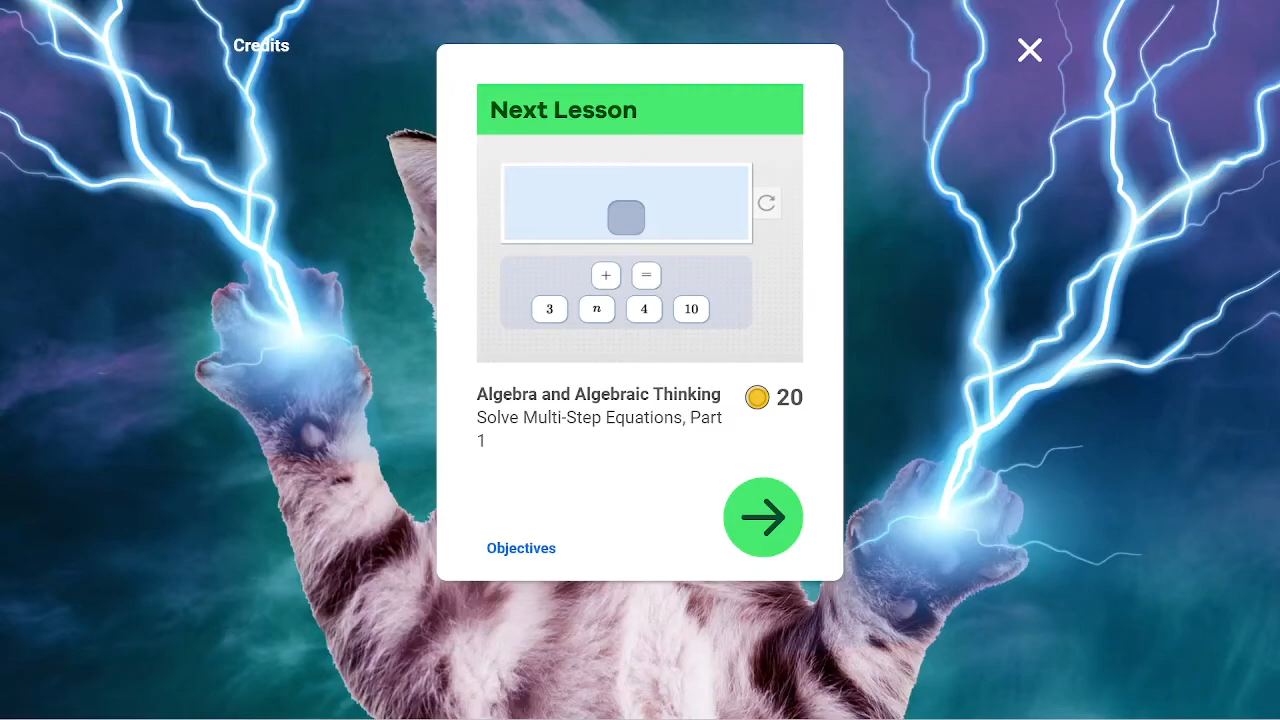 Credits
Next Lesson
+ =
3 n 4 10
Algebra and Algebraic Thinking
20
Solve Multi-Step Equations, Part
1
Objectives